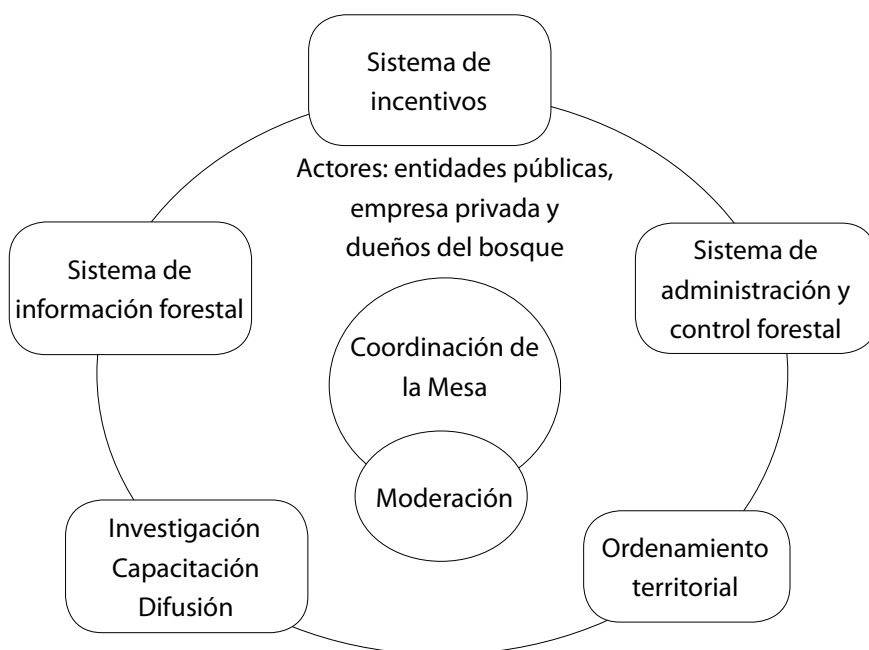 Sistema de
incentivos
Actores: entidades públicas,
empresa privada y
dueños del bosque
Sistema de
información forestal
Sistema de
administración y
control forestal
Coordinación de
la Mesa
Moderación
Investigación
Capacitación
Difusión
Ordenamiento
territorial